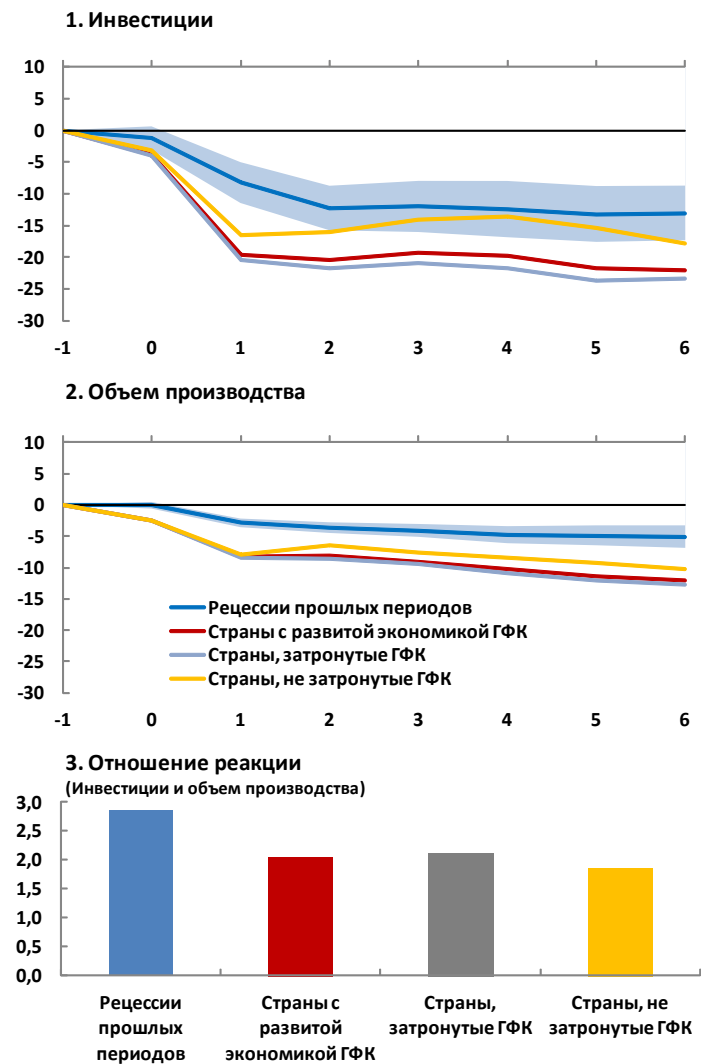 1. Инвестиции
10
5
0
-5
-10
-15
-20
-25
-30
-1 0 1 2 3 4 5 6
2. Объем производства
10
5
0
-5
-10
-15
-20
-25
-30
Рецессии прошлых периодов
Страны с развитой экономикой ГФК
Страны, затронутые ГФК
Страны, не затронутые ГФК
-1 0 1 2 3 4 5 6
3. Отношение реакции
(Инвестиции и объем производства)
3,0
2,5
2,0
1,5
1,0
0,5
0,0
Рецессии Страны с Страны, Страны, не
прошлых развитой затронутые ГФК затронутые ГФК
периодов экономикой ГФК